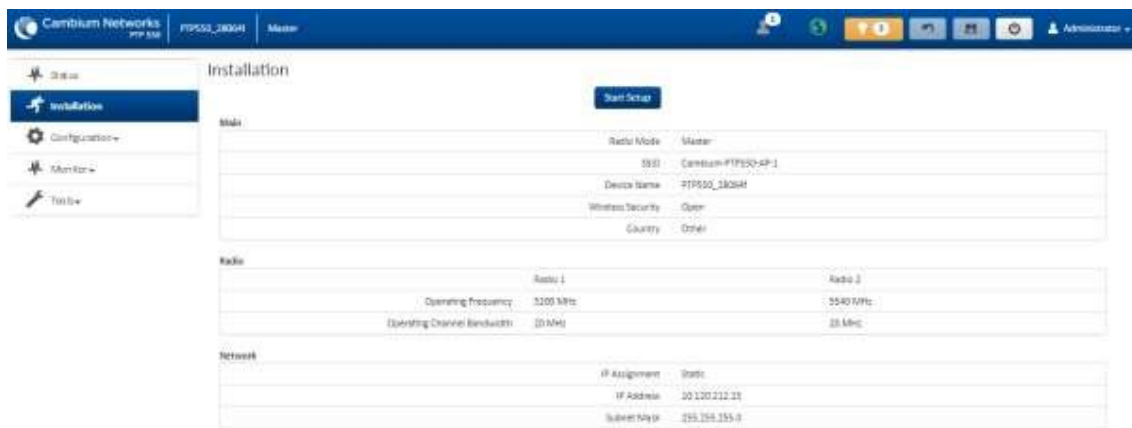 Cambium Networks
PTP 550
Master
Administrator
Status
Installation
Installation
Start Setup
Configuration
Monitor
Tools
Main
Radio Mode Master
SSID Cambium-PTP550-AP-1
Device Name
Wireless Security Open
Country Other
Radio
Radio 1 Radio 2
Operating Frequency MHz 5540 MHz
Operating Channel Bandwidth 20 MHz 20 MHz
Network
IP Assignment Static
IP Address
Subnet Mask 255.255.255.0